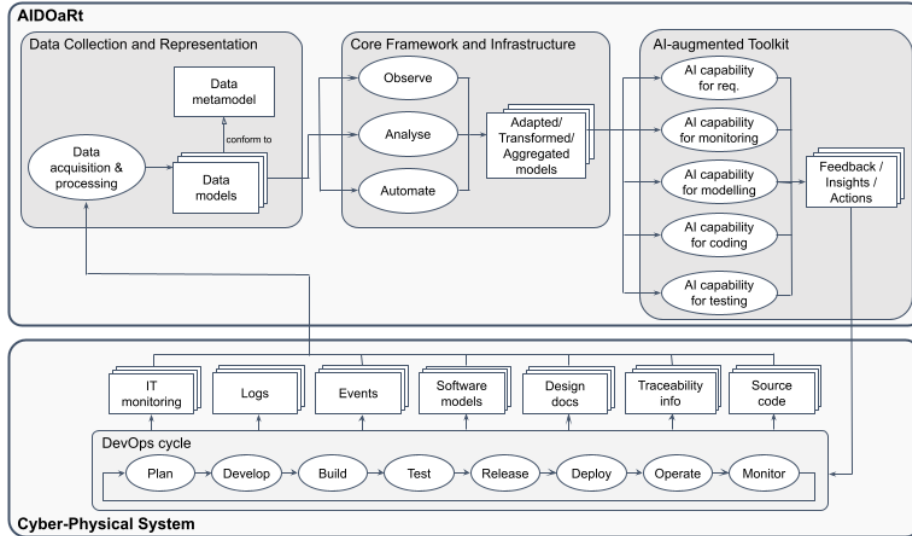 AIDOaRt
Data Collection and Representation
Data
metamodel
conform to
Data
acquisition &
processing
Data
models
Core Framework and Infrastructure
Observe
Analyse
Automate
Adapted/
Transformed/
Aggregated
models
AI-augmented Toolkit
AI capability
for req.
AI capability
for monitoring
AI capability
for modelling
AI capability
for coding
AI capability
for testing
Feedback /
Insights /
Actions
IT
monitoring
Logs
Events
Software
models
Design
docs
Traceability
info
Source
code
DevOps cycle
Plan
Develop
Build
Test
Release
Deploy
Operate
Monitor
Cyber-Physical System